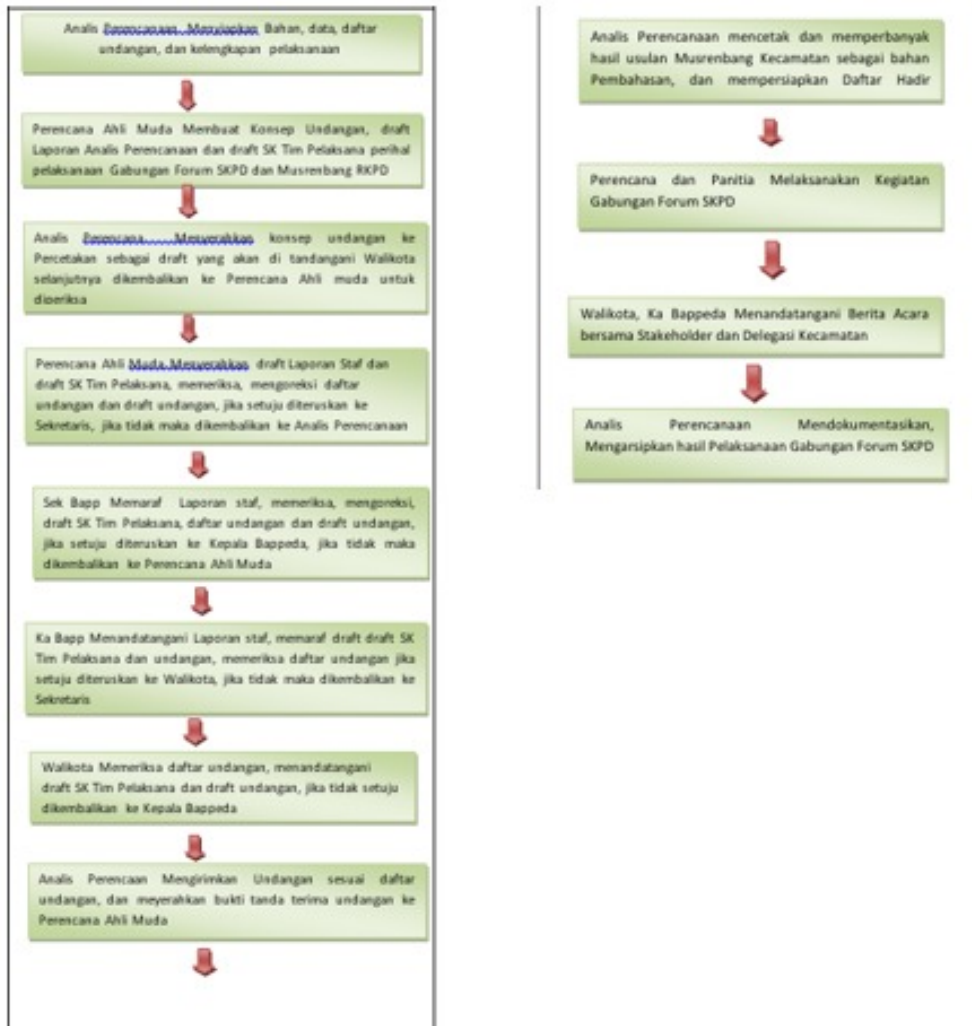 Analis Perencanaan Menyiapkan Bahan, data, daftar
undangan, dan kelengkapan pelaksanaan
Perencana Ahli Muda Membuat Konsep Undangan, draft
Laporan Analis Perencanaan dan draft SK Tim Pelaksana perihal
pelaksanaan Gabungan Forum SKPD dan Musrenbang RKPD
Analis Perencana Menyerahkan konsep undangan ke
Percetakan sebagai draft yang akan di tandangani Walikota
selanjutnya dikembalikan ke Perencana Ahli muda untuk
diperiksa
Perencana Ahli Muda Menyerahkan draft Laporan Staf dan
draft SK Tim Pelaksana, memeriksa, mengoreksi daftar
undangan dan draft undangan, jika setuju diteruskan ke
Sekretaris, jika tidak maka dikembalikan ke Analis Perencanaan
Sek Bapp Memaraf Laporan staf, memeriksa, mengoreksi,
draft SK Tim Pelaksana, daftar undangan dan draft undangan,
jika setuju diteruskan ke Kepala Bappeda, jika tidak maka
dikembalikan ke Perencana Ahli Muda
Ka Bapp Menandatangani Laporan staf, memaraf draft draft SK
Tim Pelaksana dan undangan, memeriksa daftar undangan jika
setuju diteruskan ke Walikota, jika tidak maka dikembalikan ke
Sekretaris
Walikota Memeriksa daftar undangan, menandatangani
draft SK Tim Pelaksana dan draft undangan, jika tidak setuju
dikembalikan ke Kepala Bappeda
Analis Perencaan Mengirimkan Undangan sesuai daftar
undangan, dan meyerahkan bukti tanda terima undangan ke
Perencana Ahli Muda
Analis Perencanaan mencetak dan memperbanyak
hasil usulan Musrenbang Kecamatan sebagai bahan
Pembahasan, dan mempersiapkan Daftar Hadir
Perencana dan Panitia Melaksanakan Kegiatan
Gabungan Forum SKPD
Walikota, Ka Bappeda Menandatangani Berita Acara
bersama Stakeholder dan Delegasi Kecamatan
Analis Perencanaan Mendokumentasikan,
Mengarsipkan hasil Pelaksanaan Gabungan Forum SKPD